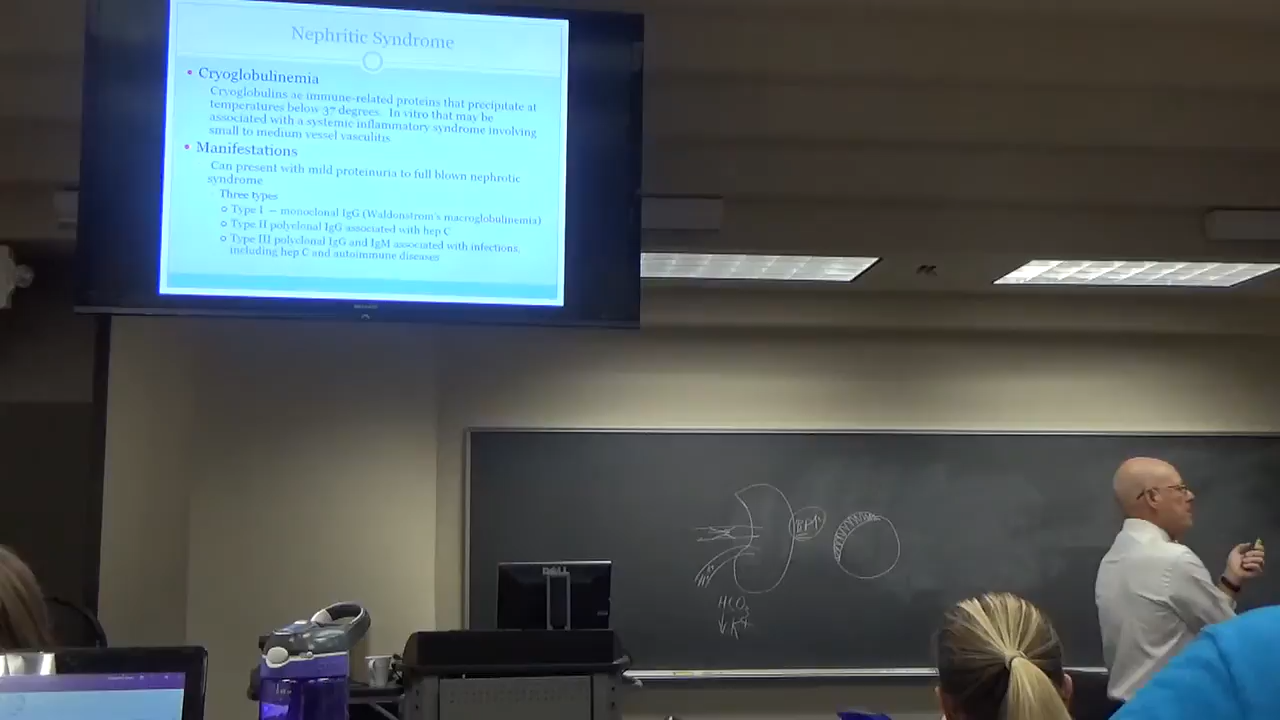 Nephritic Syndrome
• Cryoglobulinemia
Cryoglobulins ae immune-related proteins that precipitate at
temperatures below 37 degrees. In vitro that may be
associated with a systemic inflammatory syndrome involving
small to medium vessel vasculitis
• Manifestations
Can present with mild proteinuria to full blown nephrotic
syndrome
Three types
Type I – monoclonal IgG (Waldonstrom's macroglobulinemia)
Type II polyclonal IgG associated with hep C
Type III polyclonal IgG and IgM associated with infections,
including hep C and autoimmune diseases
DELL
HCO3
↓K+